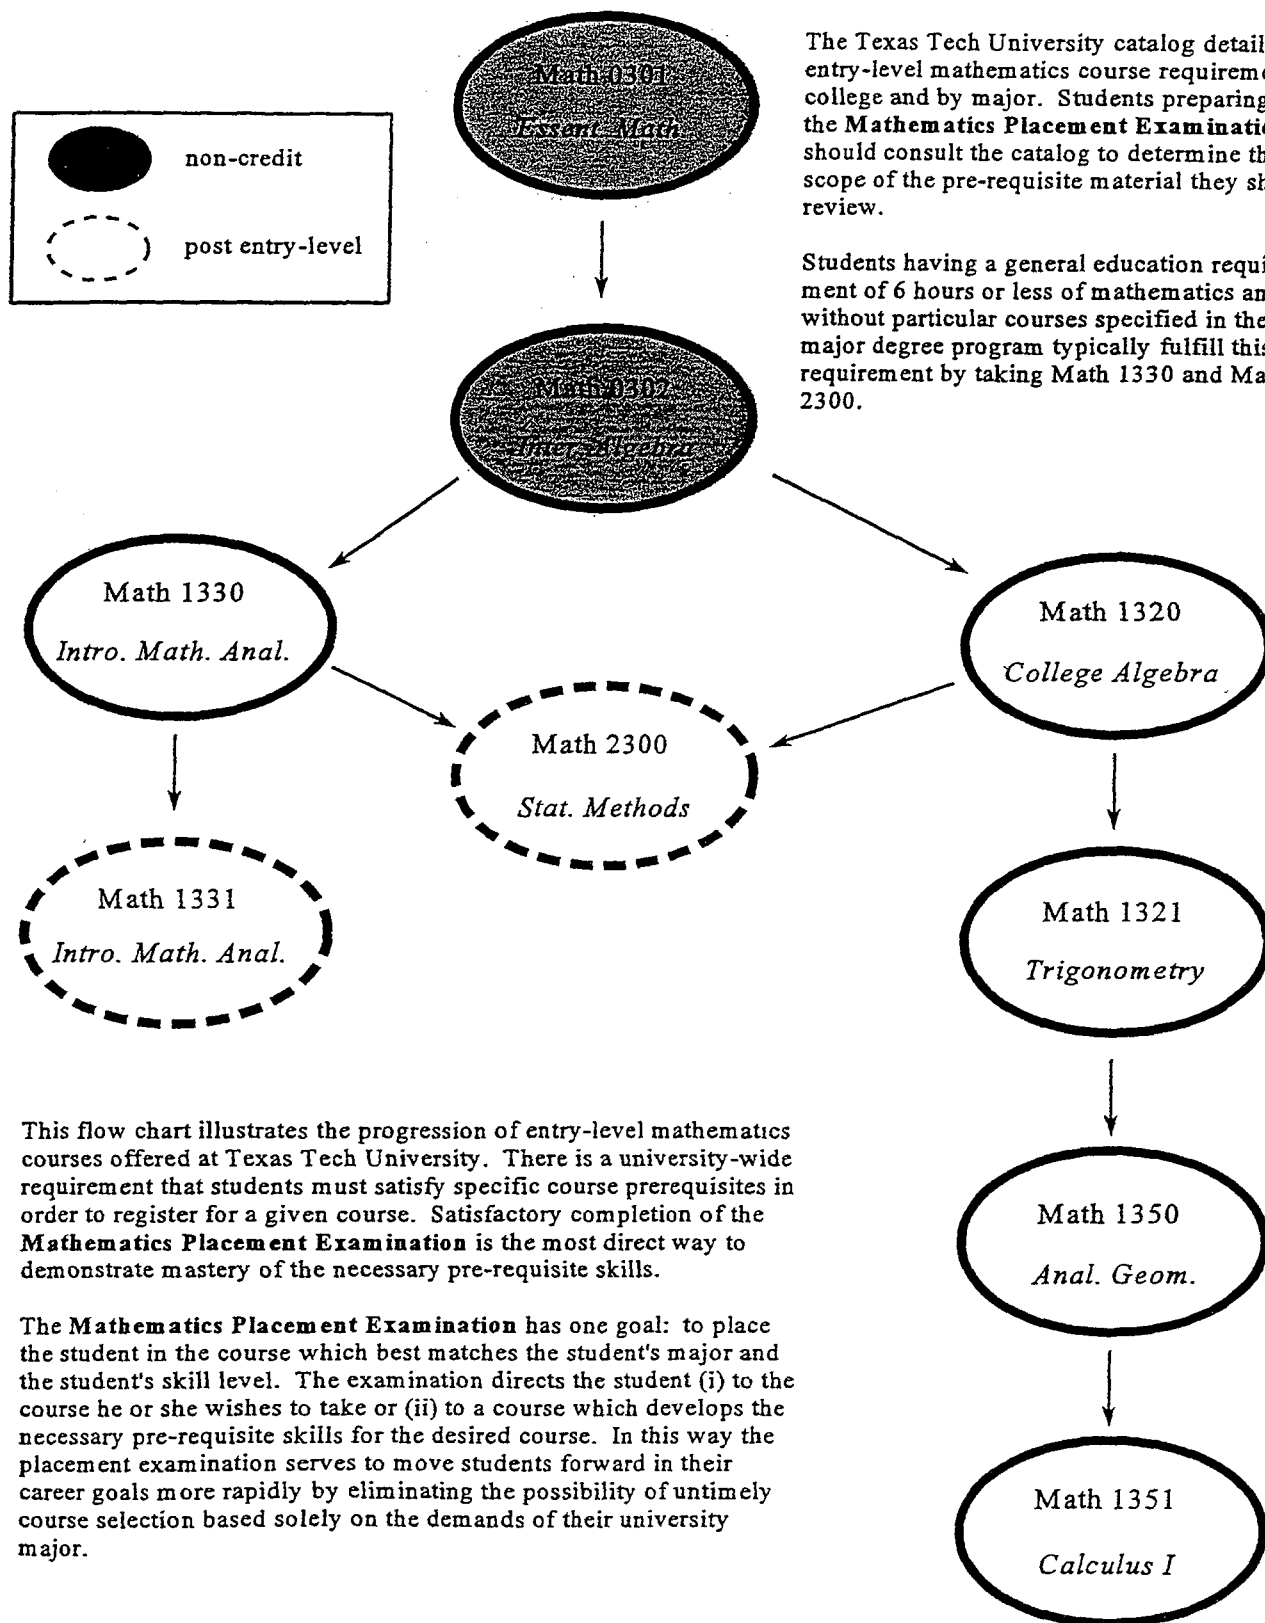 Math 0301
Essent. Math
The Texas Tech University catalog detail
entry-level mathematics course requirem
college and by major. Students preparing
the Mathematics Placement Examinati
should consult the catalog to determine th
scope of the pre-requisite material they sh
review.
Students having a general education requi
ment of 6 hours or less of mathematics an
without particular courses specified in the
major degree program typically fulfill this
requirement by taking Math 1330 and Ma
2300.
non-credit
post entry-level
Math 0302
Inter. Algebra
Math 1330
Intro. Math. Anal.
Math 1320
College Algebra
Math 2300
Stat. Methods
Math 1331
Intro. Math. Anal.
Math 1321
Trigonometry
This flow chart illustrates the progression of entry-level mathematics
courses offered at Texas Tech University. There is a university-wide
requirement that students must satisfy specific course prerequisites in
order to register for a given course. Satisfactory completion of the
Mathematics Placement Examination is the most direct way to
demonstrate mastery of the necessary pre-requisite skills.
The Mathematics Placement Examination has one goal: to place
the student in the course which best matches the student's major and
the student's skill level. The examination directs the student (i) to the
course he or she wishes to take or (ii) to a course which develops the
necessary pre-requisite skills for the desired course. In this way the
placement examination serves to move students forward in their
career goals more rapidly by eliminating the possibility of untimely
course selection based solely on the demands of their university
major.
Math 1350
Anal. Geom.
Math 1351
Calculus I